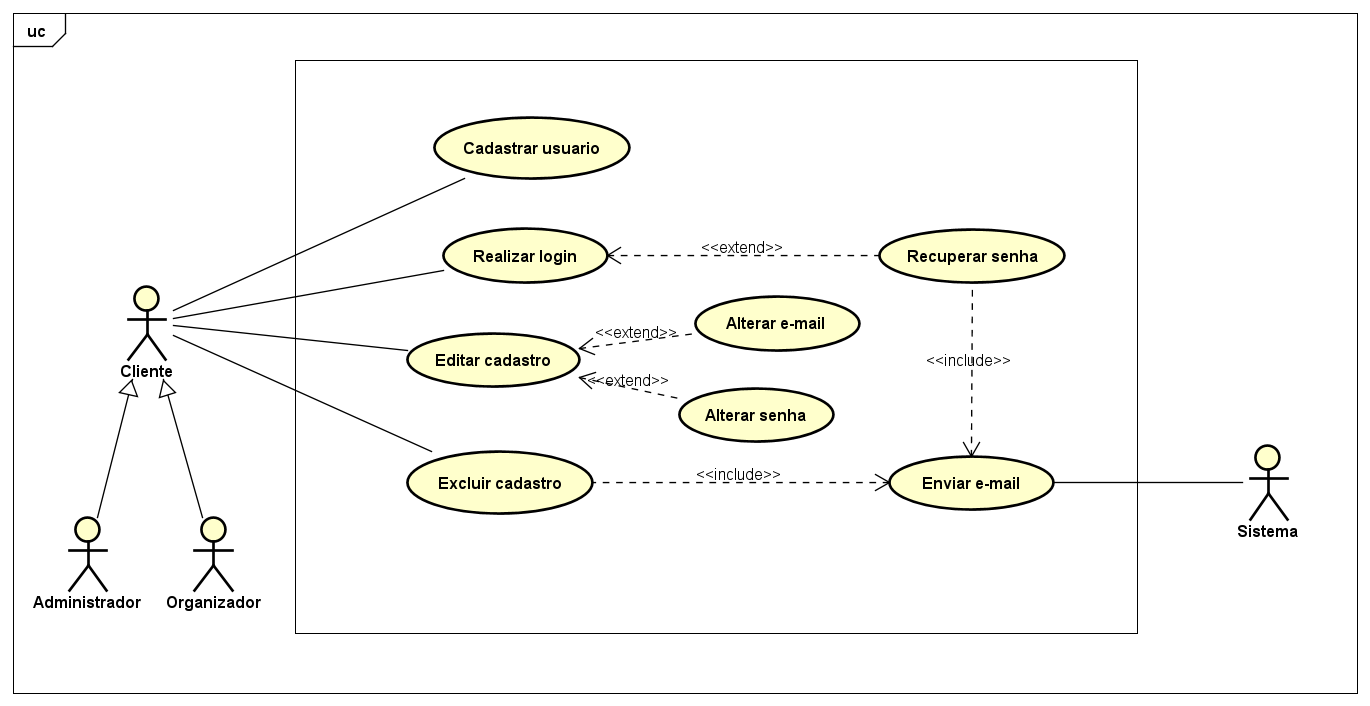 uc
Cadastrar usuario
Realizar login
<<extend>>
Recuperar senha
Alterar e-mail
<<extend>>
Editar cadastro
<<include>>
Cliente
<<extend>>
Alterar senha
Excluir cadastro
<<include>>
Enviar e-mail
Sistema
Administrador
Organizador